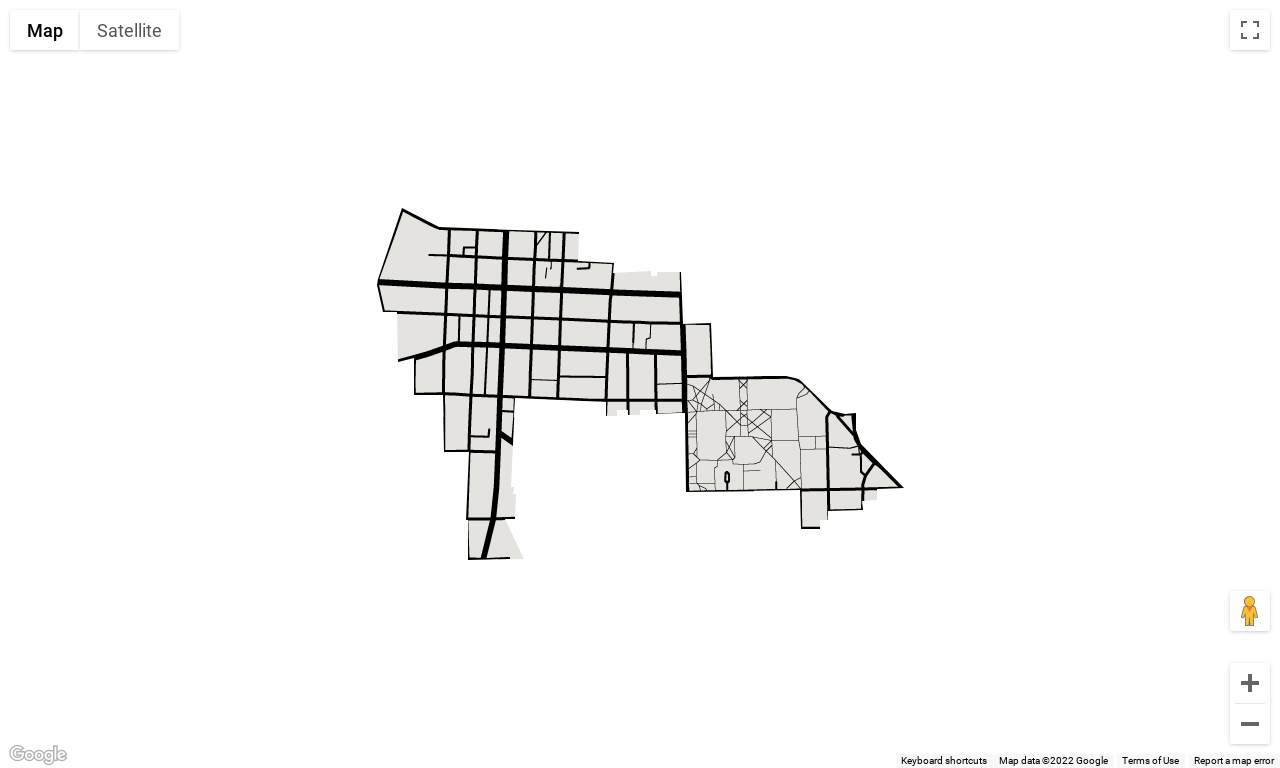 Map Satellite
Google
Keyboard shortcuts Map data ©2022 Google Terms of Use Report a map error